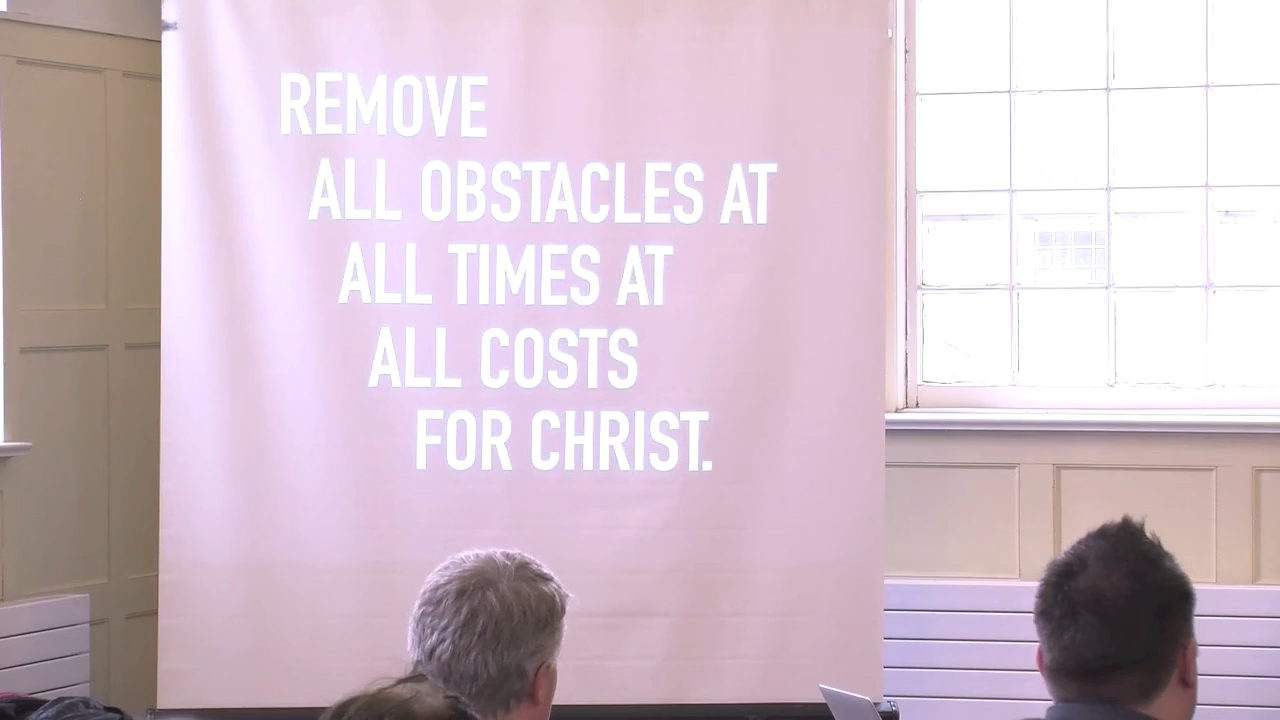 REMOVE
ALL OBSTACLES AT
ALL TIMES AT
ALL COSTS
FOR CHRIST.